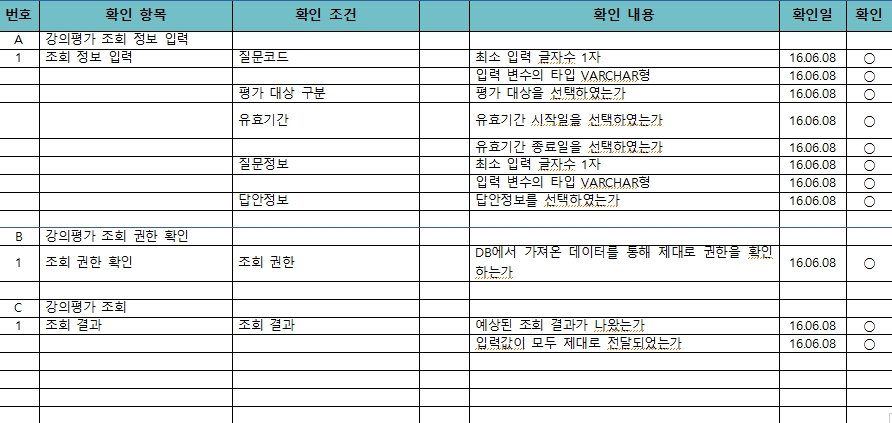 번호 확인 항목 확인 조건 확인 내용 확인일 확인
A 강의평가 조회 정보 입력
1 조회 정보 입력 질문코드 최소 입력 글자수 1자 16.06.08 ○
입력 변수의 타입 VARCHAR형 16.06.08 ○
평가 대상 구분 평가 대상을 선택하였는가 16.06.08 ○
유효기간 유효기간 시작일을 선택하였는가 16.06.08 ○
유효기간 종료일을 선택하였는가 16.06.08 ○
질문정보 최소 입력 글자수 1자 16.06.08 ○
입력 변수의 타입 VARCHAR형 16.06.08 ○
답안정보 답안정보를 선택하였는가 16.06.08 ○
B 강의평가 조회 권한 확인
1 조회 권한 확인 조회 권한 DB에서 가져온 데이터를 통해 제대로 권한을 확인
하는가 16.06.08 ○
C 강의평가 조회
1 조회 결과 조회 결과 예상된 조회 결과가 나왔는가 16.06.08 ○
입력값이 모두 제대로 전달되었는가 16.06.08 ○